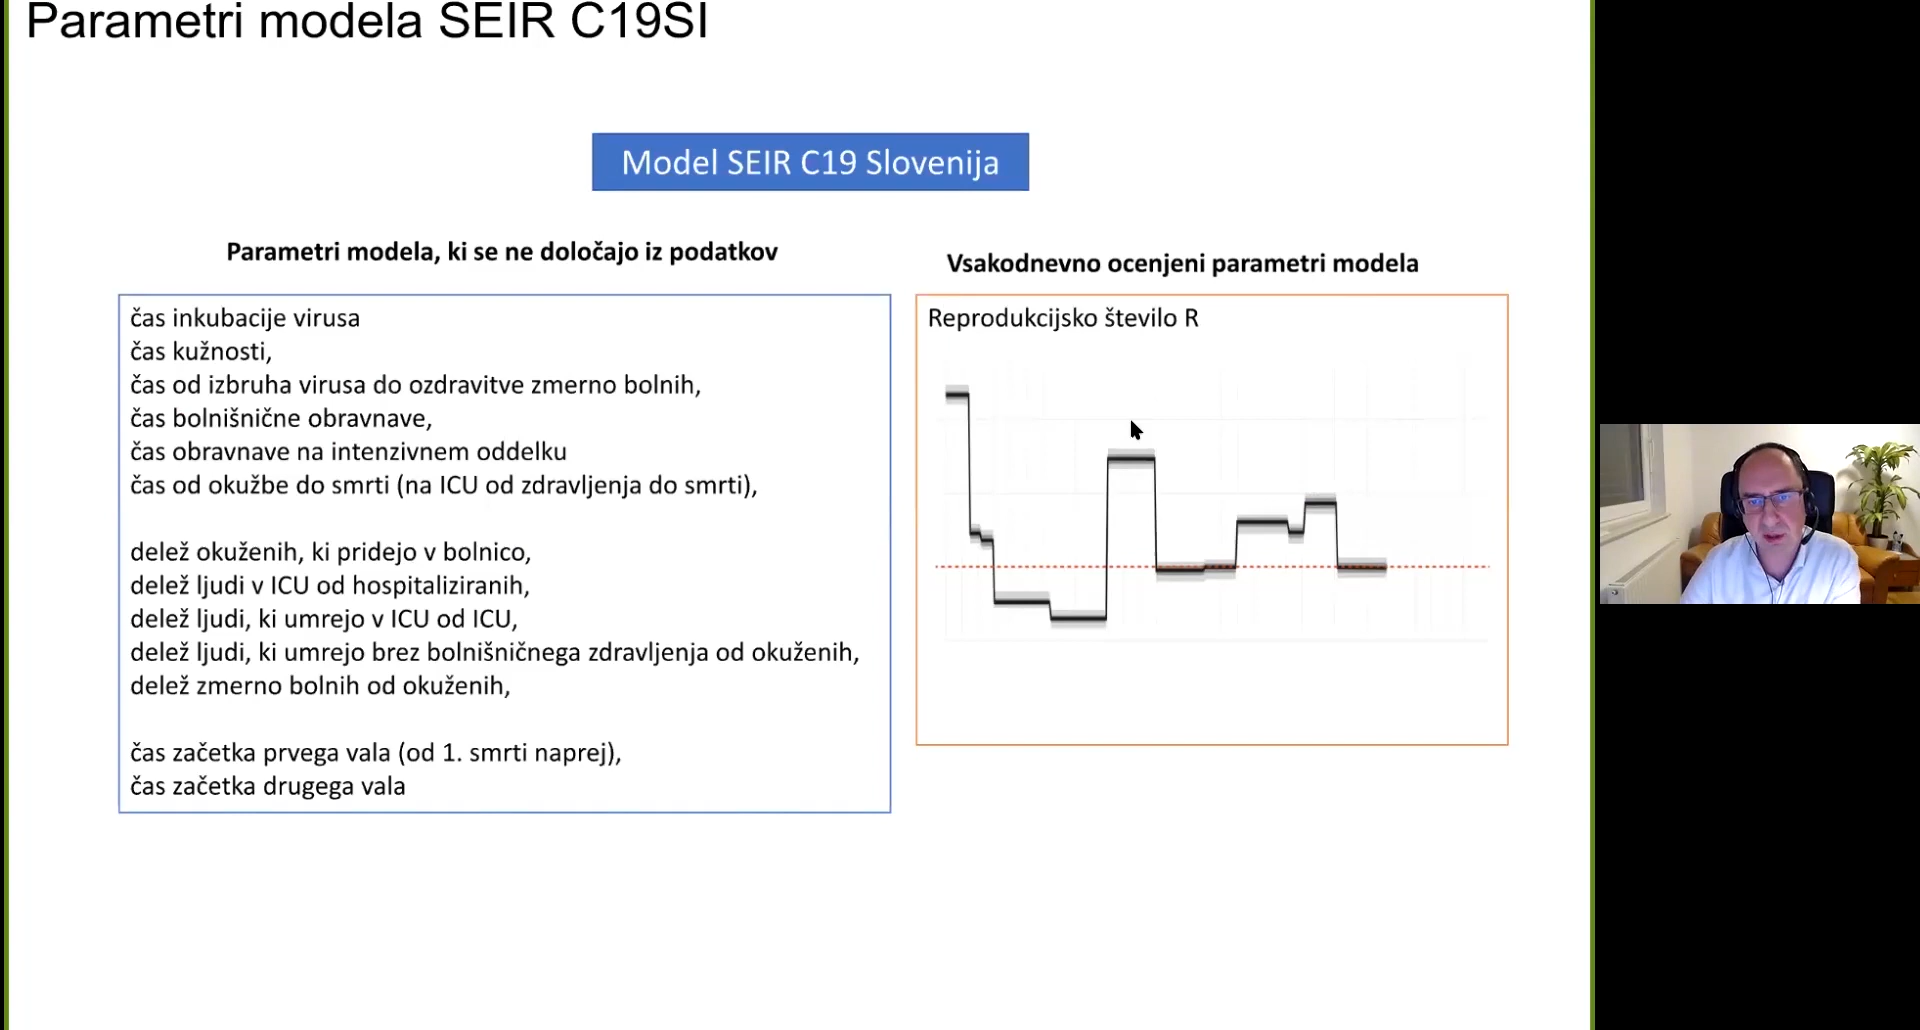 Parametri modela SEIR C19SI
Model SEIR C19 Slovenija
Parametri modela, ki se ne določajo iz podatkov
čas inkubacije virusa
čas kužnosti,
čas od izbruha virusa do ozdravitve zmerno bolnih,
čas bolnišnične obravnave,
čas obravnave na intenzivnem oddelku
čas od okužbe do smrti (na ICU od zdravljenja do smrti),
delež okuženih, ki pridejo v bolnico,
delež ljudi v ICU od hospitaliziranih,
delež ljudi, ki umrejo v ICU od ICU,
delež ljudi, ki umrejo brez bolnišničnega zdravljenja od okuženih,
delež zmerno bolnih od okuženih,
čas začetka prvega vala (od 1. smrti naprej),
čas začetka drugega vala
Vsakodnevno ocenjeni parametri modela
Reprodukcijsko število R